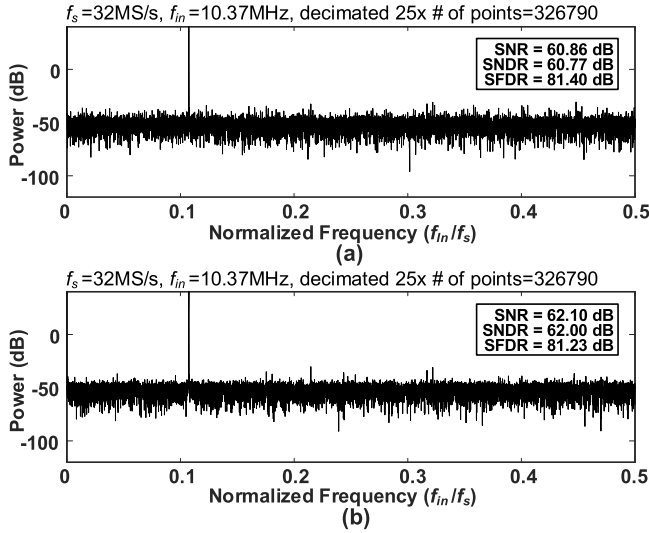 fs=32MS/s, fin=10.37MHz, decimated 25x # of points=326790
SNR = 60.86 dB
SNDR = 60.77 dB
SFDR = 81.40 dB
Power (dB)
0
-50
-100
0 0.1 0.2 0.3 0.4 0.5
Normalized Frequency (fIn/fs)
(a)
fs=32MS/s, fin=10.37MHz, decimated 25x # of points=326790
SNR = 62.10 dB
SNDR = 62.00 dB
SFDR = 81.23 dB
Power (dB)
0
-50
-100
0 0.1 0.2 0.3 0.4 0.5
Normalized Frequency (fin/fs)
(b)